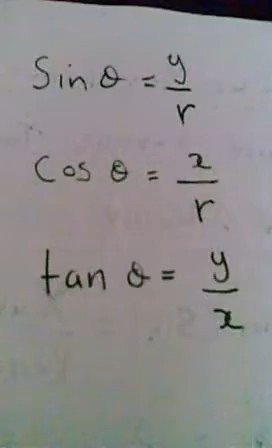 Sin θ = y/r
Cos θ = x/r
tan θ = y/x